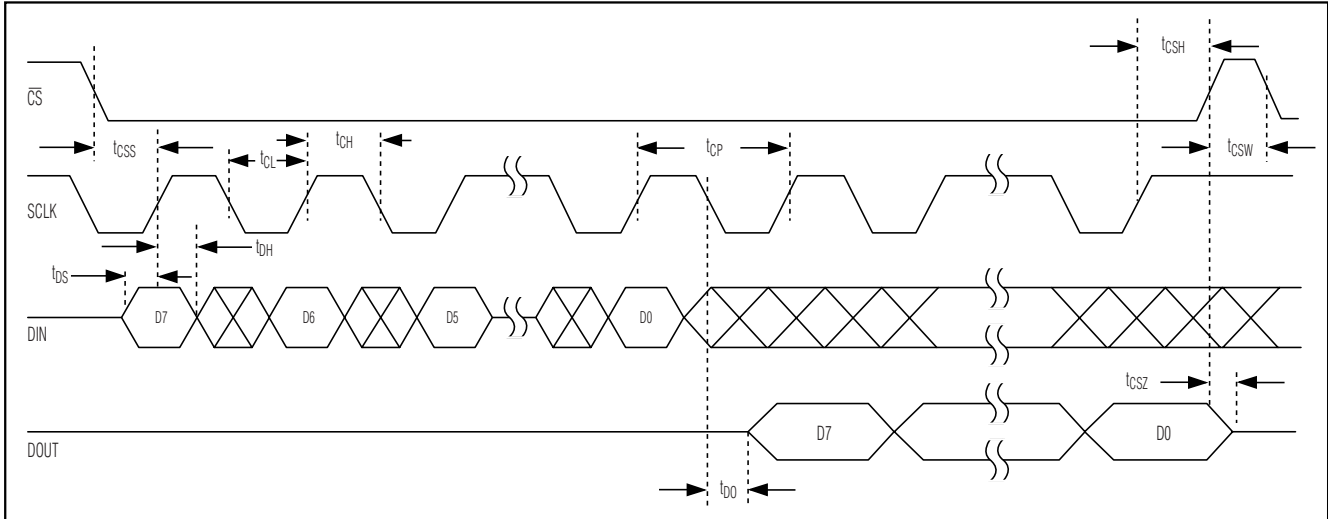 tCSH
CS
tCSS
tCL
tCH
tCP
tCSW
SCLK
tDH
tDS
DIN
D7
D6
D5
D0
tCSZ
DOUT
D7
D0
tDO